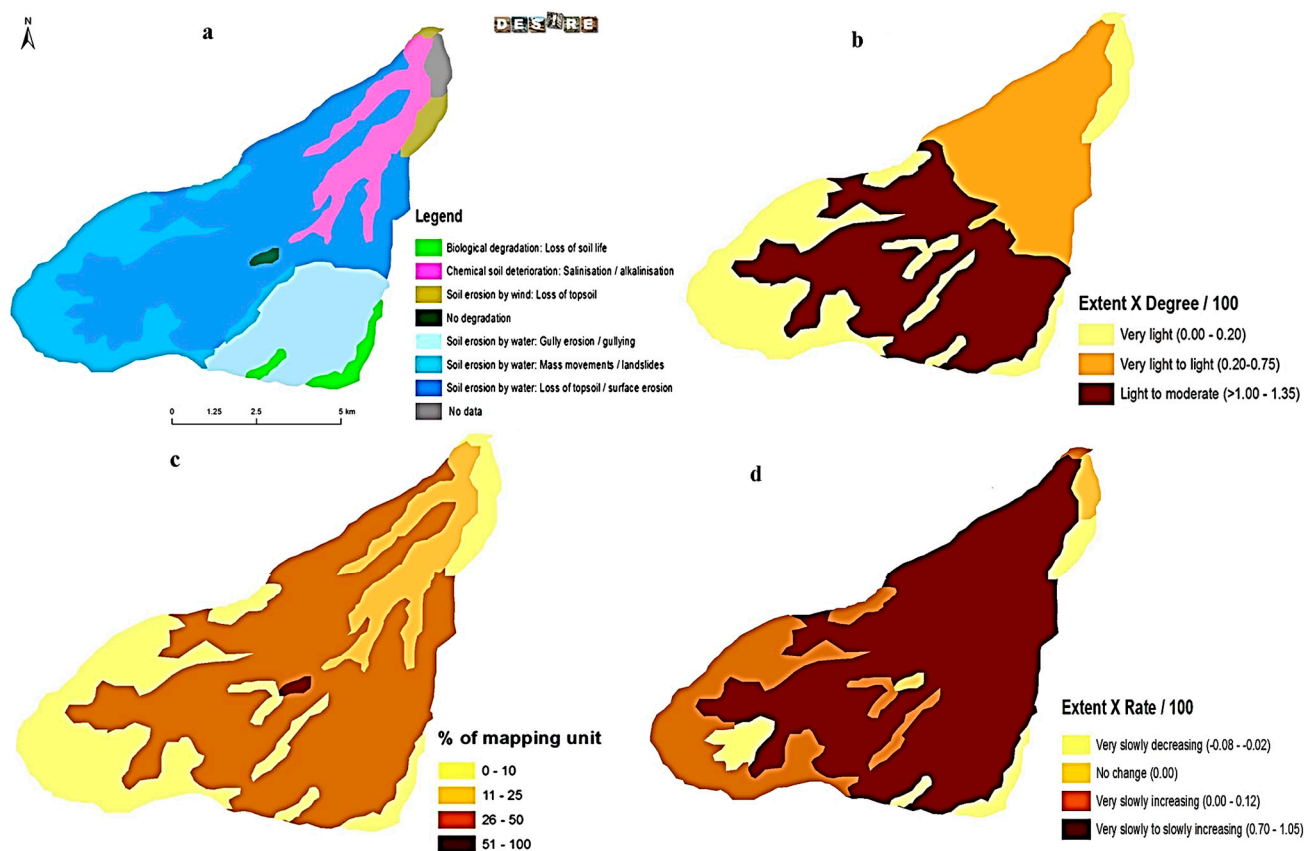 N
a
DESIRE
Legend
Biological degradation: Loss of soil life
Chemical soil deterioration: Salinisation / alkalinisation
Soil erosion by wind: Loss of topsoil
No degradation
Soil erosion by water: Gully erosion / gullying
Soil erosion by water: Mass movements / landslides
Soil erosion by water: Loss of topsoil / surface erosion
No data
0 1.25 2.5 5 km
b
Extent X Degree / 100
Very light (0.00 - 0.20)
Very light to light (0.20-0.75)
Light to moderate (>1.00 - 1.35)
c
% of mapping unit
0 - 10
11 - 25
26 - 50
51 - 100
d
Extent X Rate / 100
Very slowly decreasing (-0.08 - -0.02)
No change (0.00)
Very slowly increasing (0.00 - 0.12)
Very slowly to slowly increasing (0.70 - 1.05)